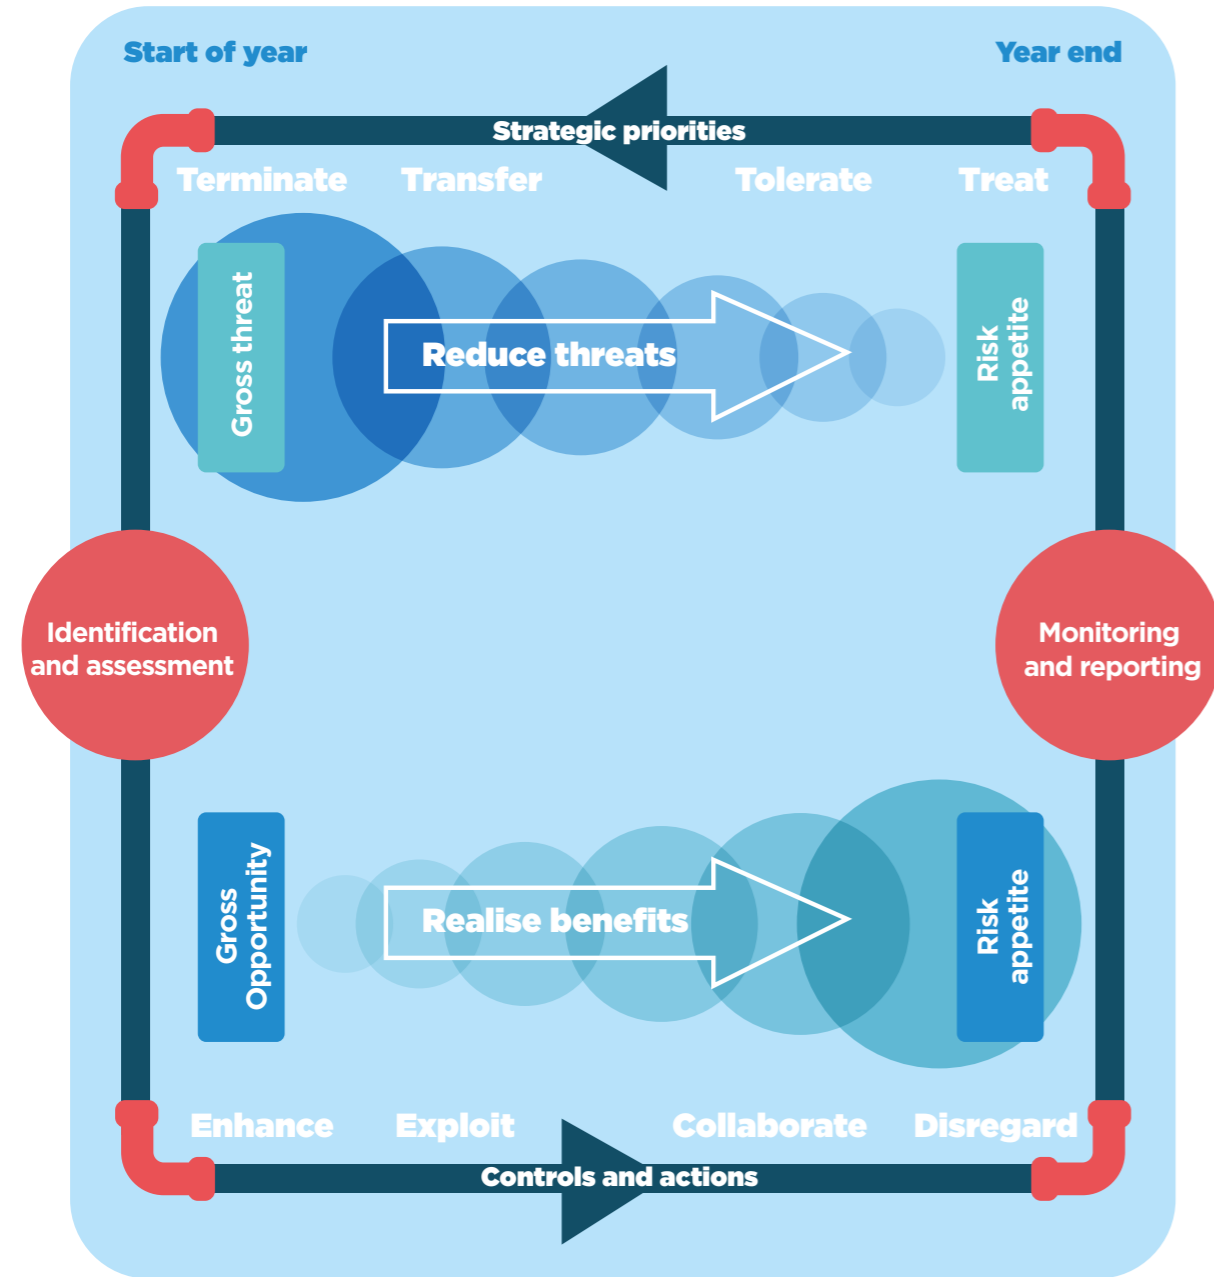 Start of year
Year end
Strategic priorities
Terminate
Transfer
Tolerate
Treat
Gross threat
Reduce threats
Risk
appetite
Identification
and assessment
Monitoring
and reporting
Gross
Opportunity
Realise benefits
Risk
appetite
Enhance
Exploit
Collaborate
Disregard
Controls and actions